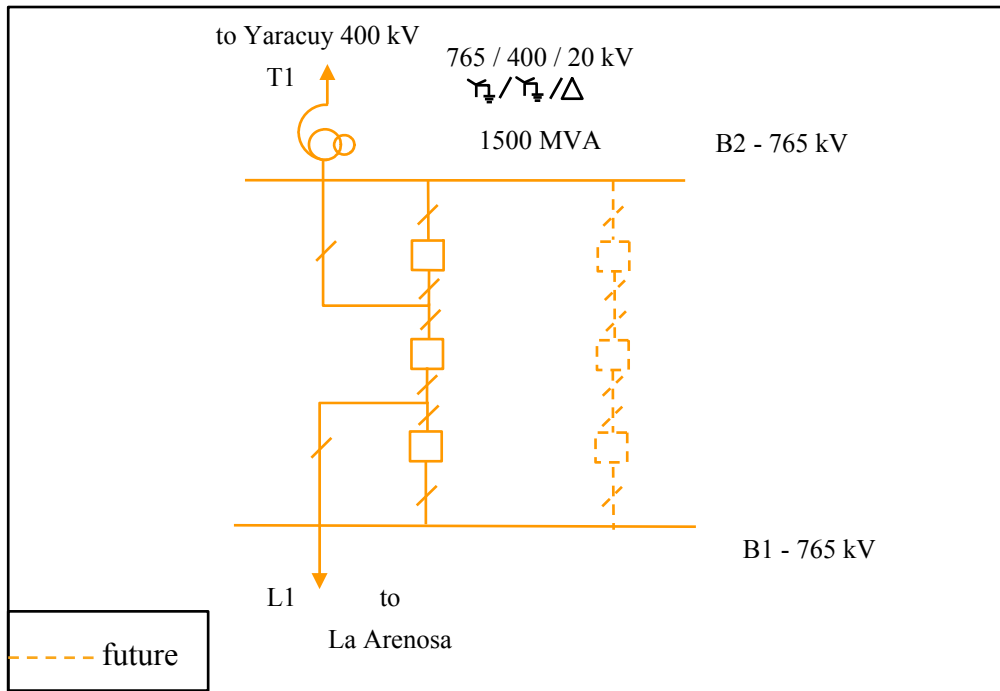 to Yaracuy 400 kV
T1
765 / 400 / 20 kV
/ /
1500 MVA
B2 - 765 kV
B1 - 765 kV
L1 to
La Arenosa
future